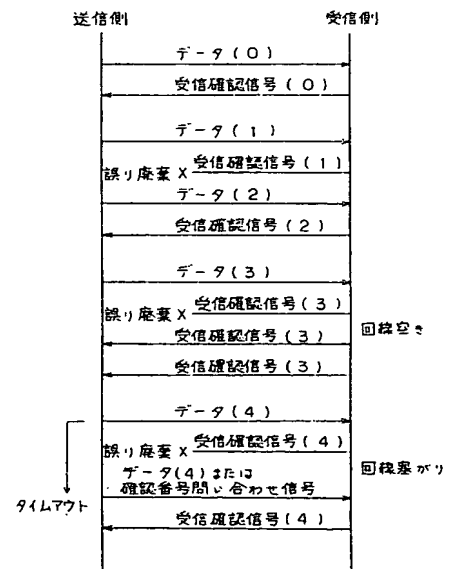 送信側 受信側
データ(0)
受信確認信号(0)
データ(1)
誤り廃棄 × 受信確認信号(1)
データ(2)
受信確認信号(2)
データ(3)
誤り廃棄 × 受信確認信号(3)
回線空き
受信確認信号(3)
受信確認信号(3)
データ(4)
誤り廃棄 × 受信確認信号(4)
回線塞がり
データ(4)または
確認番号問い合わせ信号
タイムアウト
受信確認信号(4)